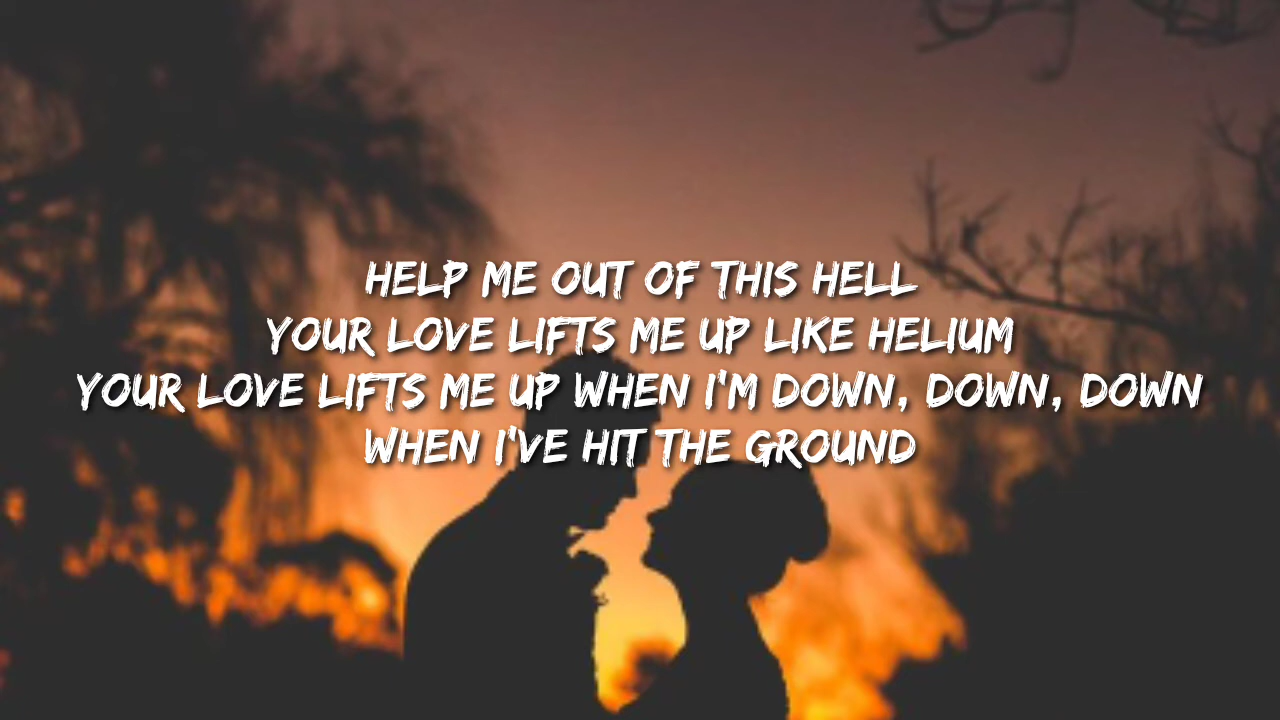 HELP ME OUT OF THIS HELL
YOUR LOVE LIFTS ME UP LIKE HELIUM
YOUR LOVE LIFTS ME UP WHEN I'M DOWN, DOWN, DOWN
WHEN I'VE HIT THE GROUND